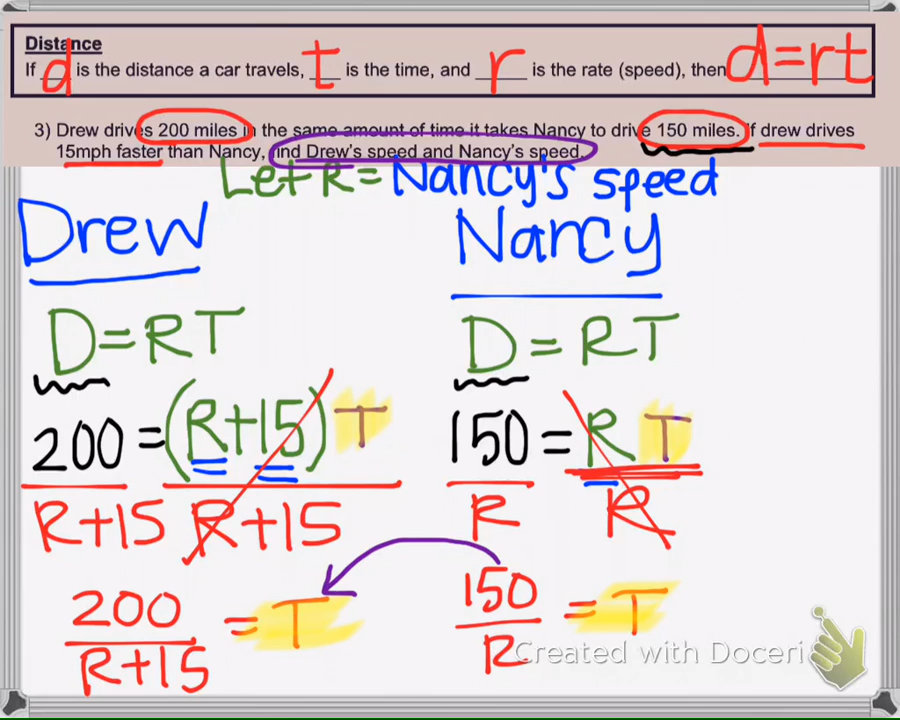 Distance
If d is the distance a car travels, t is the time, and r is the rate (speed), then d=rt
3) Drew drives 200 miles in the same amount of time it takes Nancy to drive 150 miles. If drew drives
15mph faster than Nancy, find Drew's speed and Nancy's speed.
Let R = Nancy's speed
Drew
Nancy
D = RT
D = RT
200 = (R+15) T
150 = R T
R+15 R+15
R R
200 = T
R+15
150 = T
R
Created with Doceri